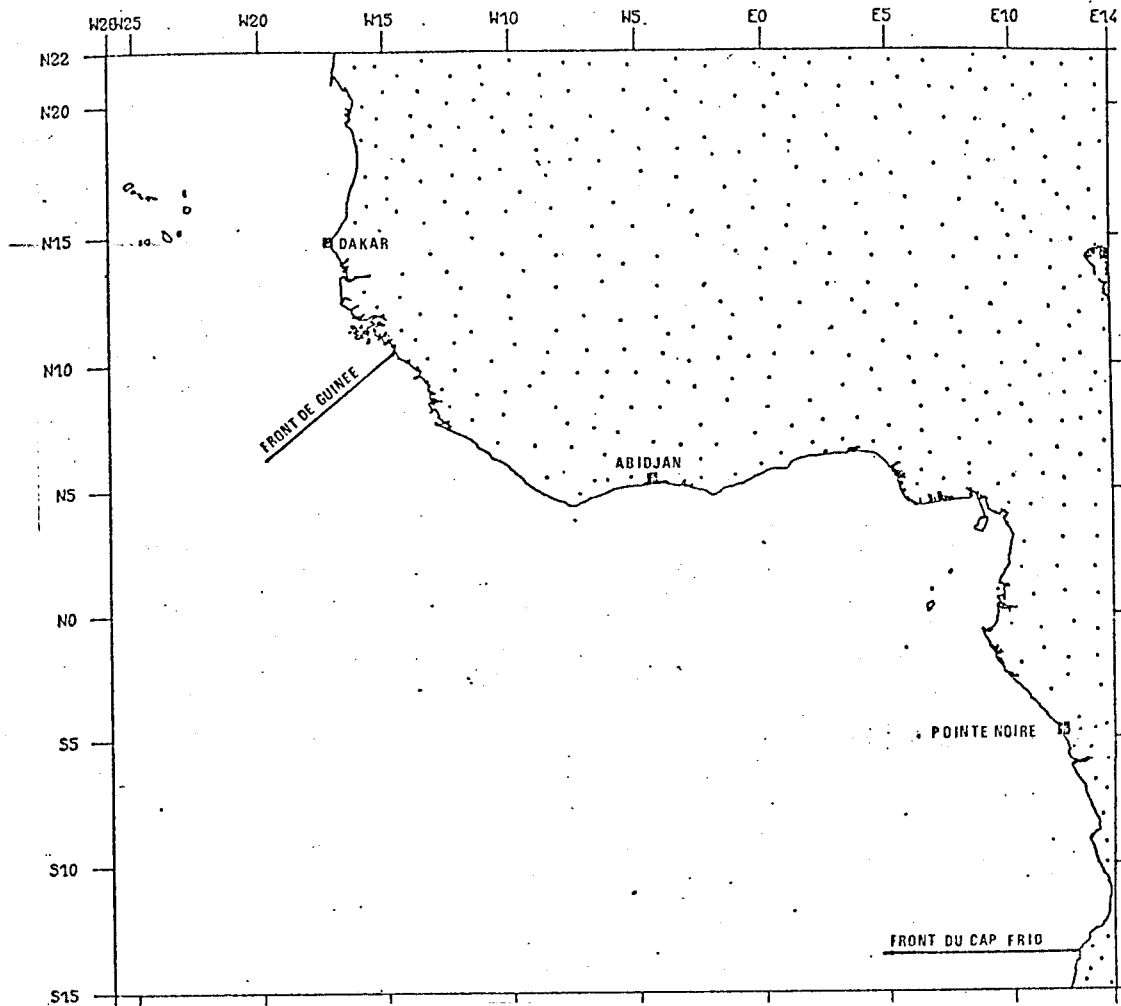 W26W25 W20 W15 W10 W5. E0 E5 E10 E14
N22
N20
N15
DAKAR
N10
FRONT DE GUINEE
ABIDJAN
N5
N0
POINTE NOIRE
S5
S10
FRONT DU CAP FRIO
S15